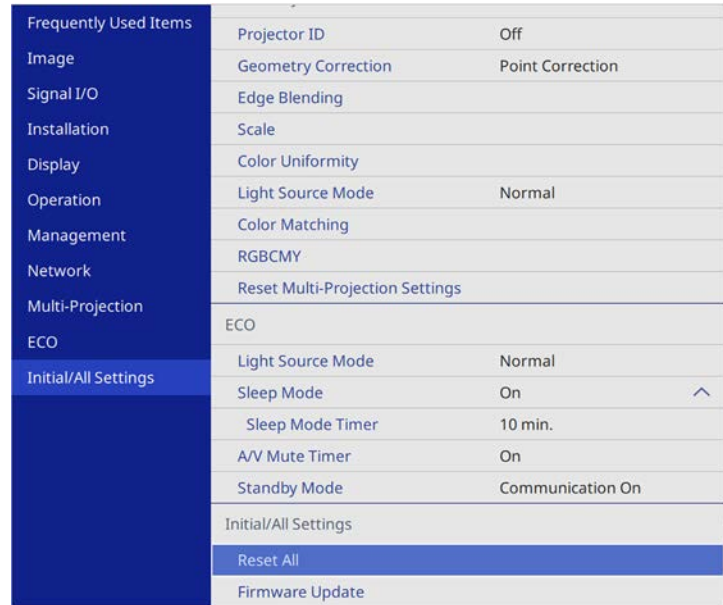 Frequently Used Items
Image
Signal I/O
Installation
Display
Operation
Management
Network
Multi-Projection
ECO
Initial/All Settings
Projector ID Off
Geometry Correction Point Correction
Edge Blending
Scale
Color Uniformity
Light Source Mode Normal
Color Matching
RGBCMY
Reset Multi-Projection Settings
ECO
Light Source Mode Normal
Sleep Mode On
Sleep Mode Timer 10 min.
A/V Mute Timer On
Standby Mode Communication On
Initial/All Settings
Reset All
Firmware Update